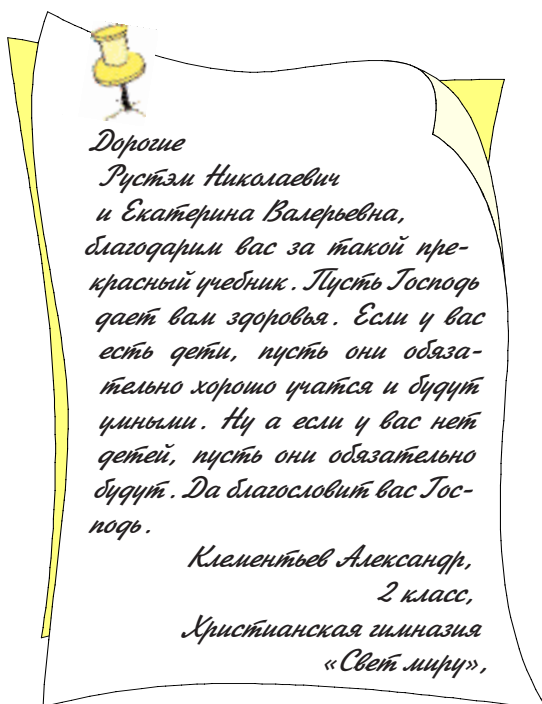 Дорогие
Рустэм Николаевич
и Екатерина Валерьевна,
благодарим вас за такой пре-
красный учебник. Пусть Господь
дает вам здоровья. Если у вас
есть дети, пусть они обяза-
тельно хорошо учатся и будут
умными. Ну а если у вас нет
детей, пусть они обязательно
будут. Да благословит вас Гос-
подь.
Клементьев Александр,
2 класс,
Христианская гимназия
«Свет миру»,